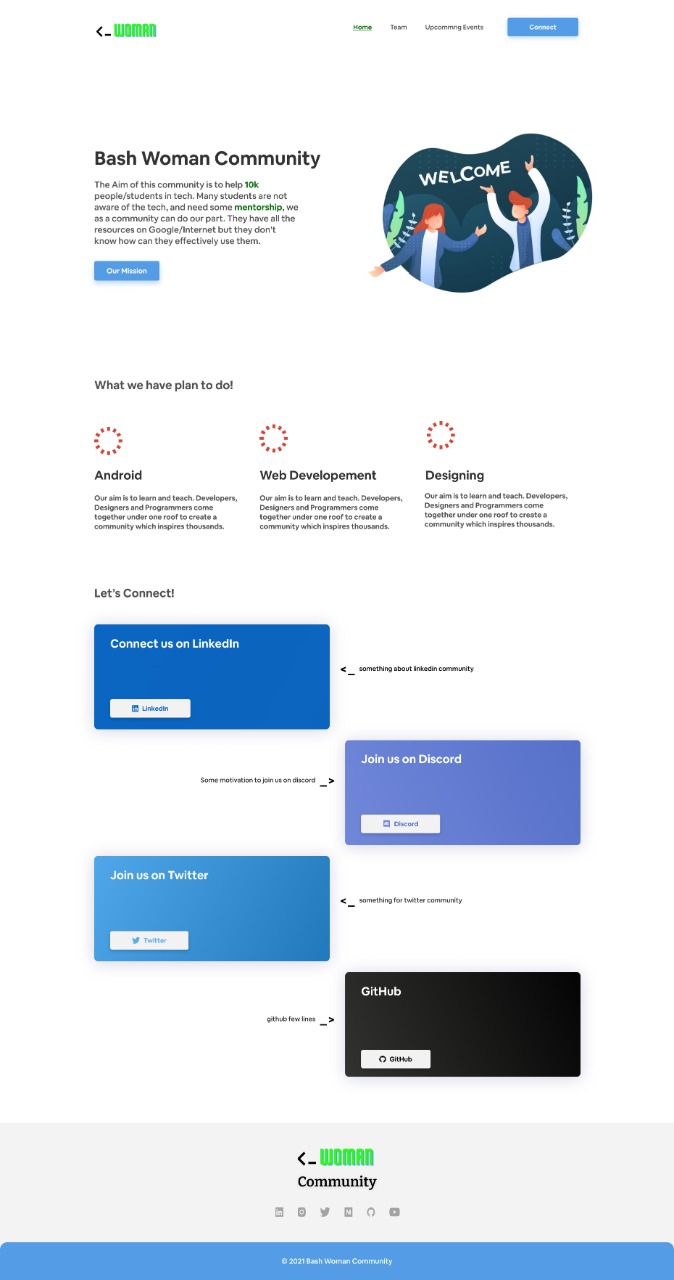 <_ WOMAN
Home Team Upcommng Events Connect
Bash Woman Community
The Aim of this community is to help 10k
people/students in tech. Many students are not
aware of the tech, and need some mentorship, we
as a community can do our part. They have all the
resources on Google/Internet but they don't
know how can they effectively use them.
Our Mission
WELCOME
What we have plan to do!
Android
Our aim is to learn and teach. Developers,
Designers and Programmers come
together under one roof to create a
community which inspires thousands.
Web Developement
Our aim is to learn and teach. Developers,
Designers and Programmers come
together under one roof to create a
community which inspires thousands.
Designing
Our aim is to learn and teach. Developers,
Designers and Programmers come
together under one roof to create a
community which inspires thousands.
Let's Connect!
Connect us on LinkedIn
LinkedIn
<_ something about linkedin community
Some motivation to join us on discord _>
Join us on Discord
Discord
Join us on Twitter
Twitter
<_ something for twitter community
github few lines _>
GitHub
GitHub
<_ WOMAN
Community
© 2021 Bash Woman Community